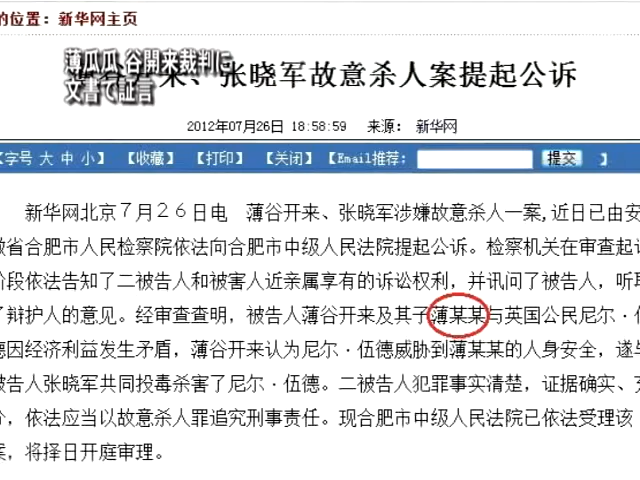 的位置：新华网主页
薄瓜瓜 谷開来裁判に
文書で証言
谷开来、张晓军故意杀人案提起公诉
2012年07月26日 18:58:59 来源： 新华网
【字号 大 中 小】 【收藏】 【打印】 【关闭】 【Email推荐： 提交 】
新华网北京７月２６日电 薄谷开来、张晓军涉嫌故意杀人一案,近日已由安
徽省合肥市人民检察院依法向合肥市中级人民法院提起公诉。检察机关在审查起诉
阶段依法告知了二被告人和被害人近亲属享有的诉讼权利，并讯问了被告人，听取
了辩护人的意见。经审查查明，被告人薄谷开来及其子薄某某与英国公民尼尔·伍
德因经济利益发生矛盾，薄谷开来认为尼尔·伍德威胁到薄某某的人身安全，遂与
被告人张晓军共同投毒杀害了尼尔·伍德。二被告人犯罪事实清楚，证据确实、充
分，依法应当以故意杀人罪追究刑事责任。现合肥市中级人民法院已依法受理该
案，将择日开庭审理。